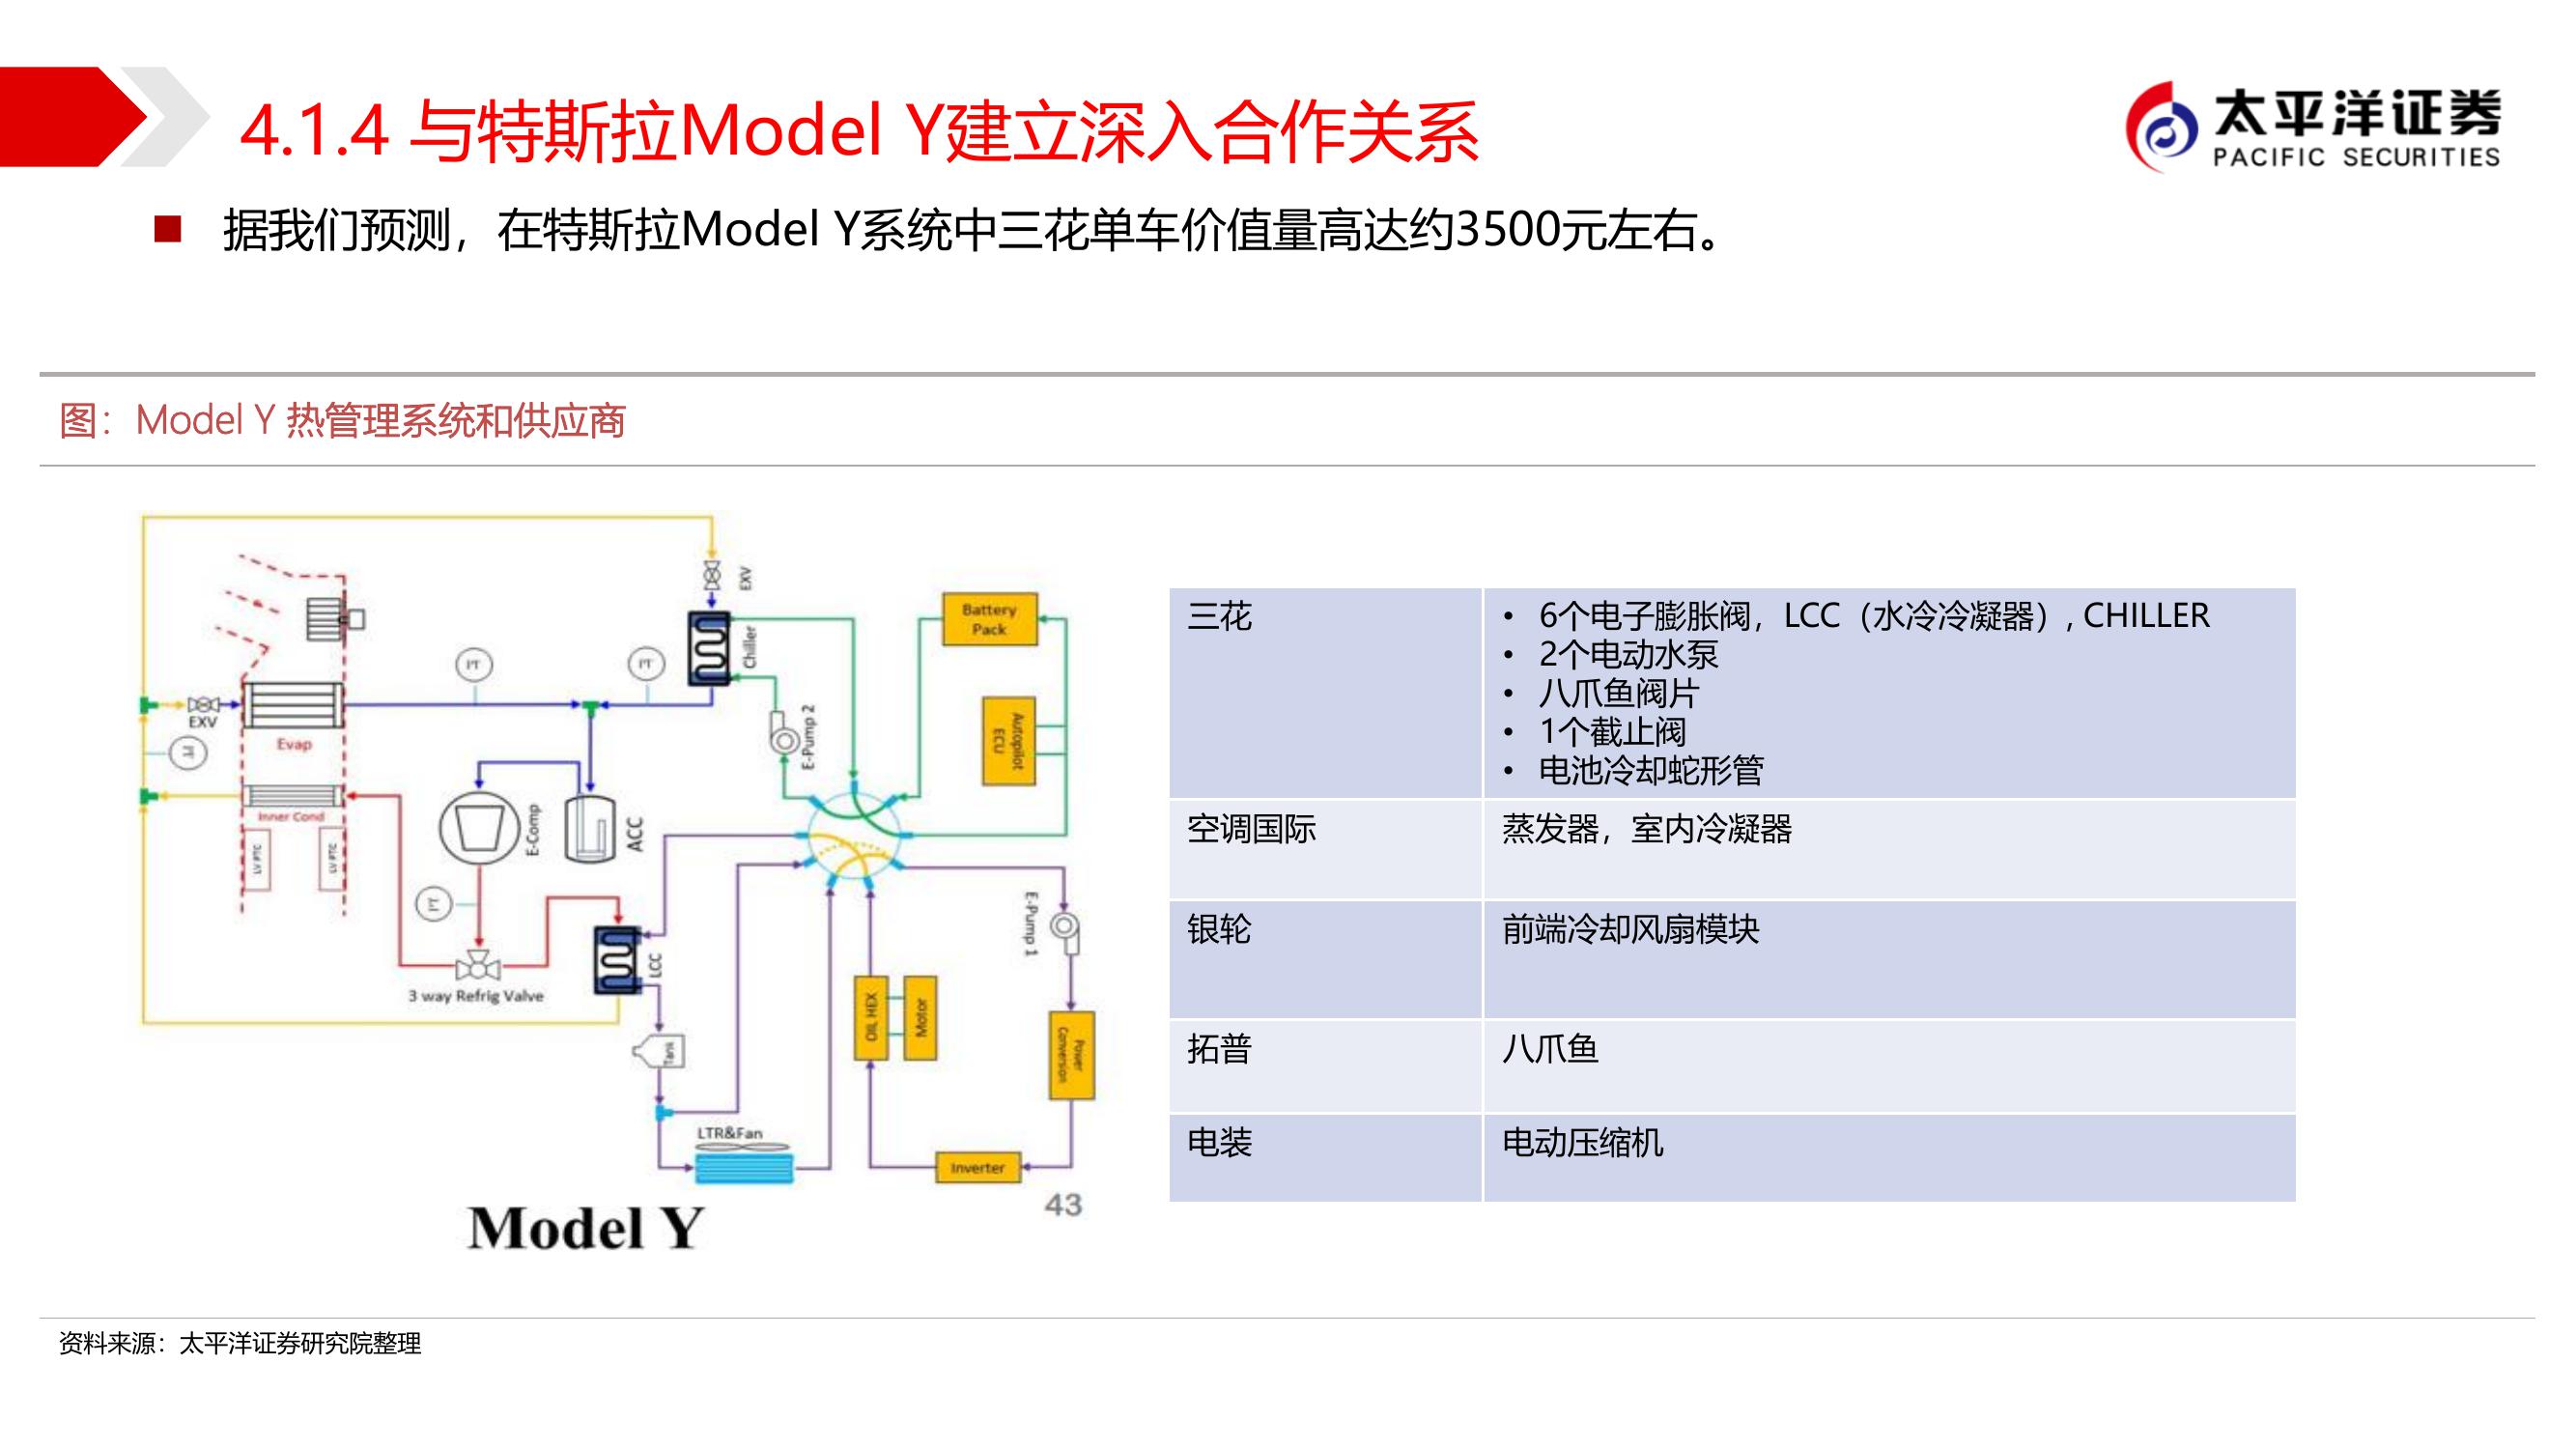 4.1.4 与特斯拉Model Y建立深入合作关系
太平洋证券
PACIFIC SECURITIES
据我们预测，在特斯拉Model Y系统中三花单车价值量高达约3500元左右。
图：Model Y 热管理系统和供应商
EXV
Chiller
Battery
Pack
Autopilot
ECU
E-Pump 2
PT
PT
EXV
Evap
Inner Cond
LV PTC
LV PTC
E-Comp
ACC
PT
3 way Refrig Valve
LCC
Tank
LTR&Fan
OIL HEX
Motor
E-Pump 1
Power
Conversion
Inverter
43
Model Y
三花
• 6个电子膨胀阀，LCC（水冷冷凝器）, CHILLER
• 2个电动水泵
• 八爪鱼阀片
• 1个截止阀
• 电池冷却蛇形管
空调国际
蒸发器，室内冷凝器
银轮
前端冷却风扇模块
拓普
八爪鱼
电装
电动压缩机
资料来源：太平洋证券研究院整理